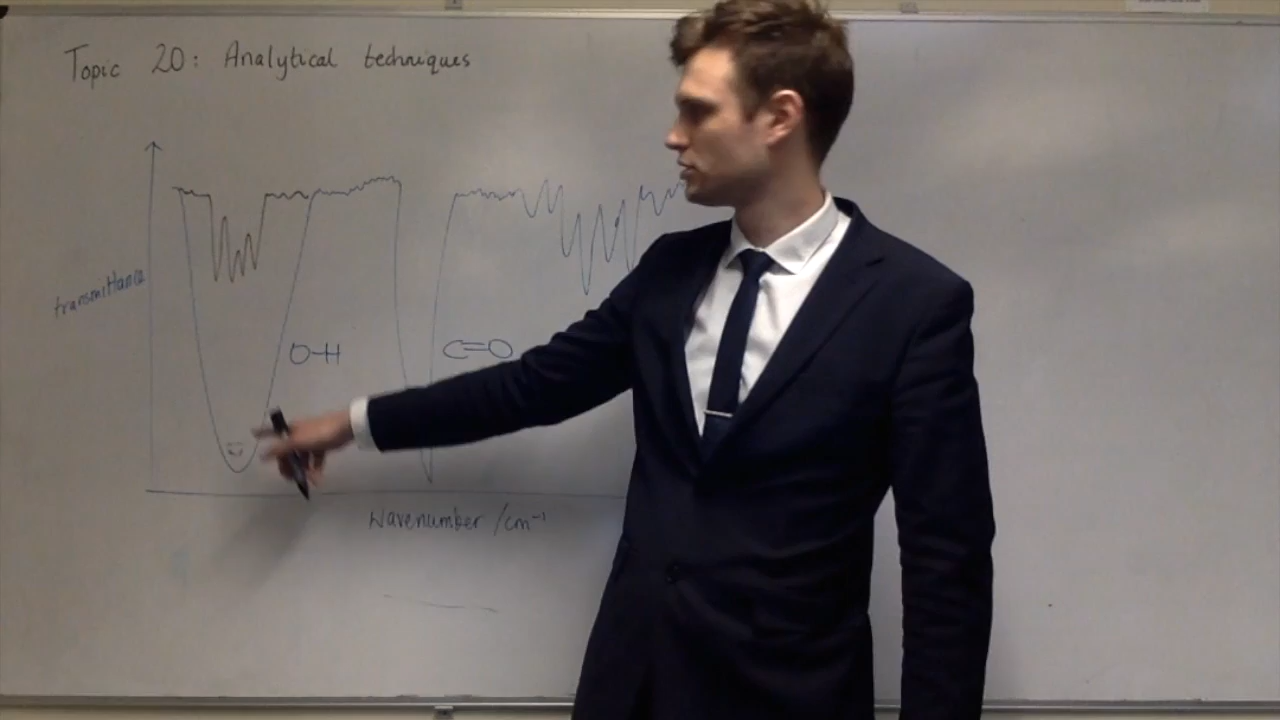 Topic 20: Analytical techniques
transmittance
O-H
C=O
Wavenumber /cm⁻¹